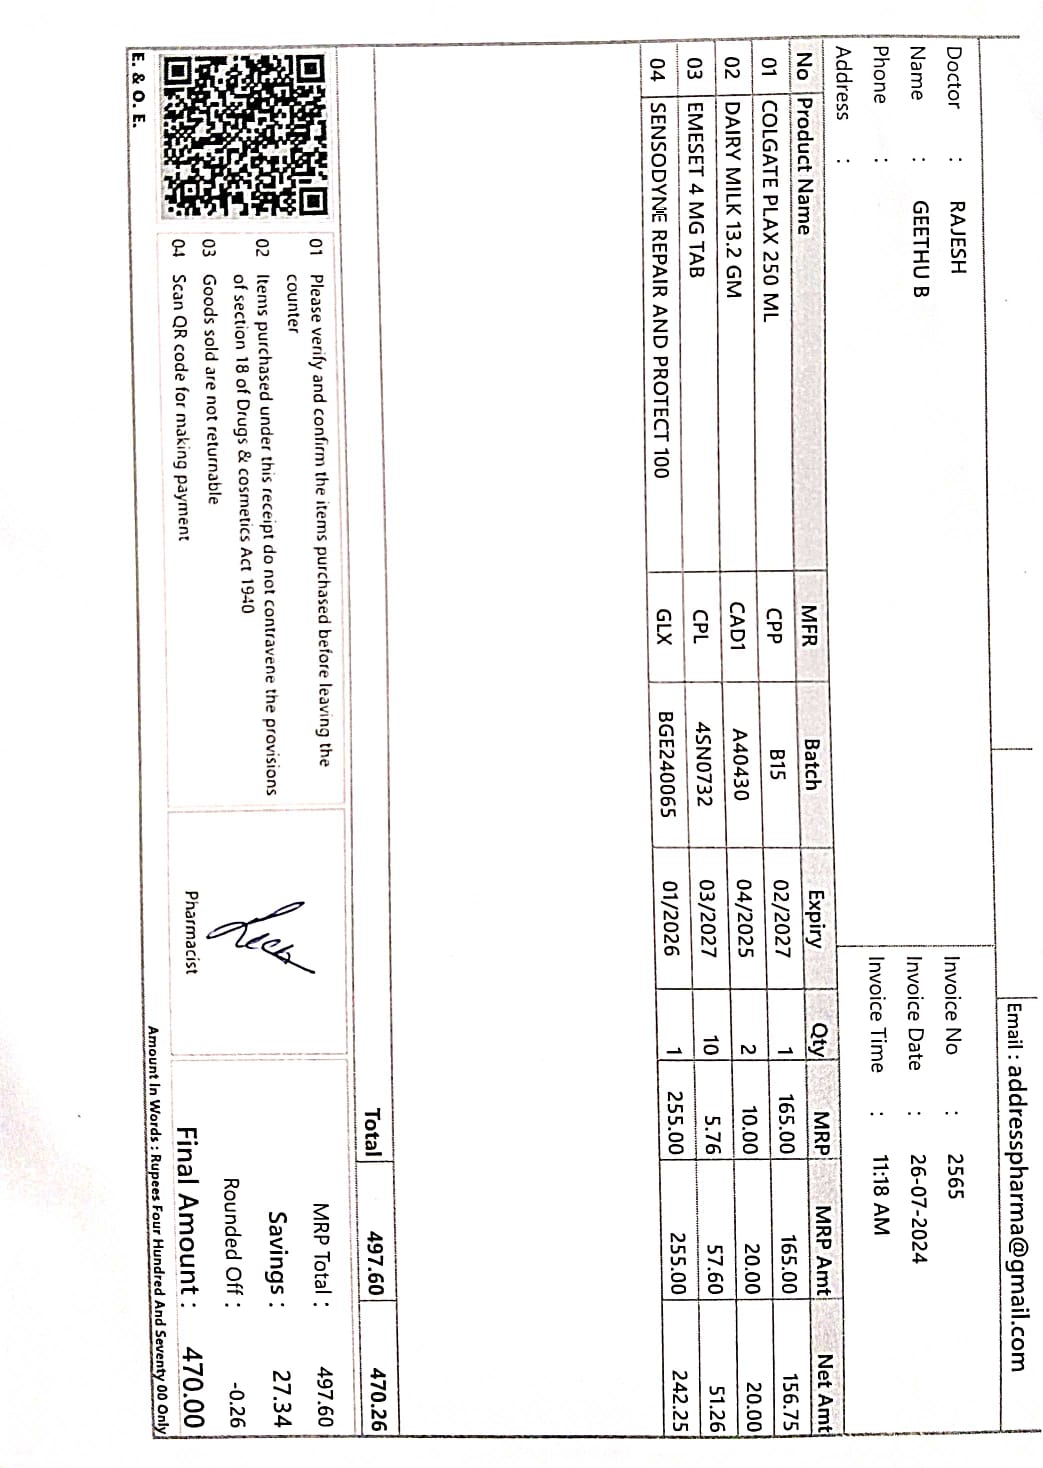 Email : addresspharma@gmail.com
Doctor : RAJESH
Name : GEETHU B
Phone :
Address :
Invoice No : 2565
Invoice Date : 26-07-2024
Invoice Time : 11:18 AM
No Product Name MFR Batch Expiry Qty MRP MRP Amt Net Amt
01 COLGATE PLAX 250 ML CPP B15 02/2027 1 165.00 165.00 156.75
02 DAIRY MILK 13.2 GM CAD1 A40430 04/2025 2 10.00 20.00 20.00
03 EMESET 4 MG TAB CPL 4SN0732 03/2027 10 5.76 57.60 51.26
04 SENSODYNE REPAIR AND PROTECT 100 GLX BGE240065 01/2026 1 255.00 255.00 242.25
Total 497.60 470.26
01 Please verify and confirm the items purchased before leaving the
counter
02 Items purchased under this receipt do not contravene the provisions
of section 18 of Drugs & cosmetics Act 1940
03 Goods sold are not returnable
04 Scan QR code for making payment
E. & O. E.
Pharmacist
MRP Total : 497.60
Savings : 27.34
Rounded Off : -0.26
Final Amount : 470.00
Amount In Words : Rupees Four Hundred And Seventy 00 Only